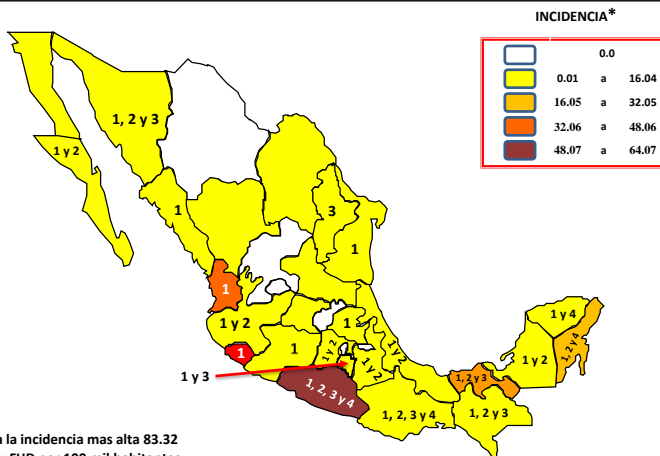 INCIDENCIA*
0.0
0.01 a 16.04
16.05 a 32.05
32.06 a 48.06
48.07 a 64.07
1, 2 y 3
1 y 2
1
3
1
1
1 y 2
1
1
1
1 y 2
1 y 2
1 y 2
1 y 3
1, 2, 3 y 4
1, 2, 3 y 4
1, 2 y 3
1, 2 y 3
1 y 2
1 y 4
1, 2 y 4
a la incidencia mas alta 83.32